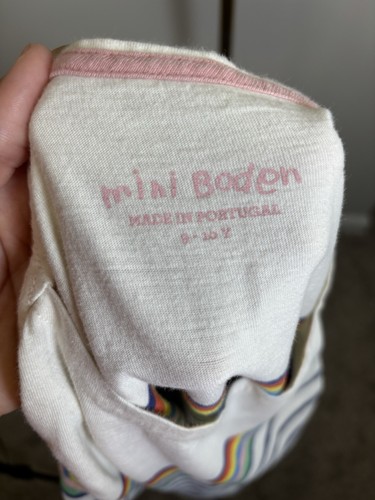 mini Boden
MADE IN PORTUGAL
9-10 Y